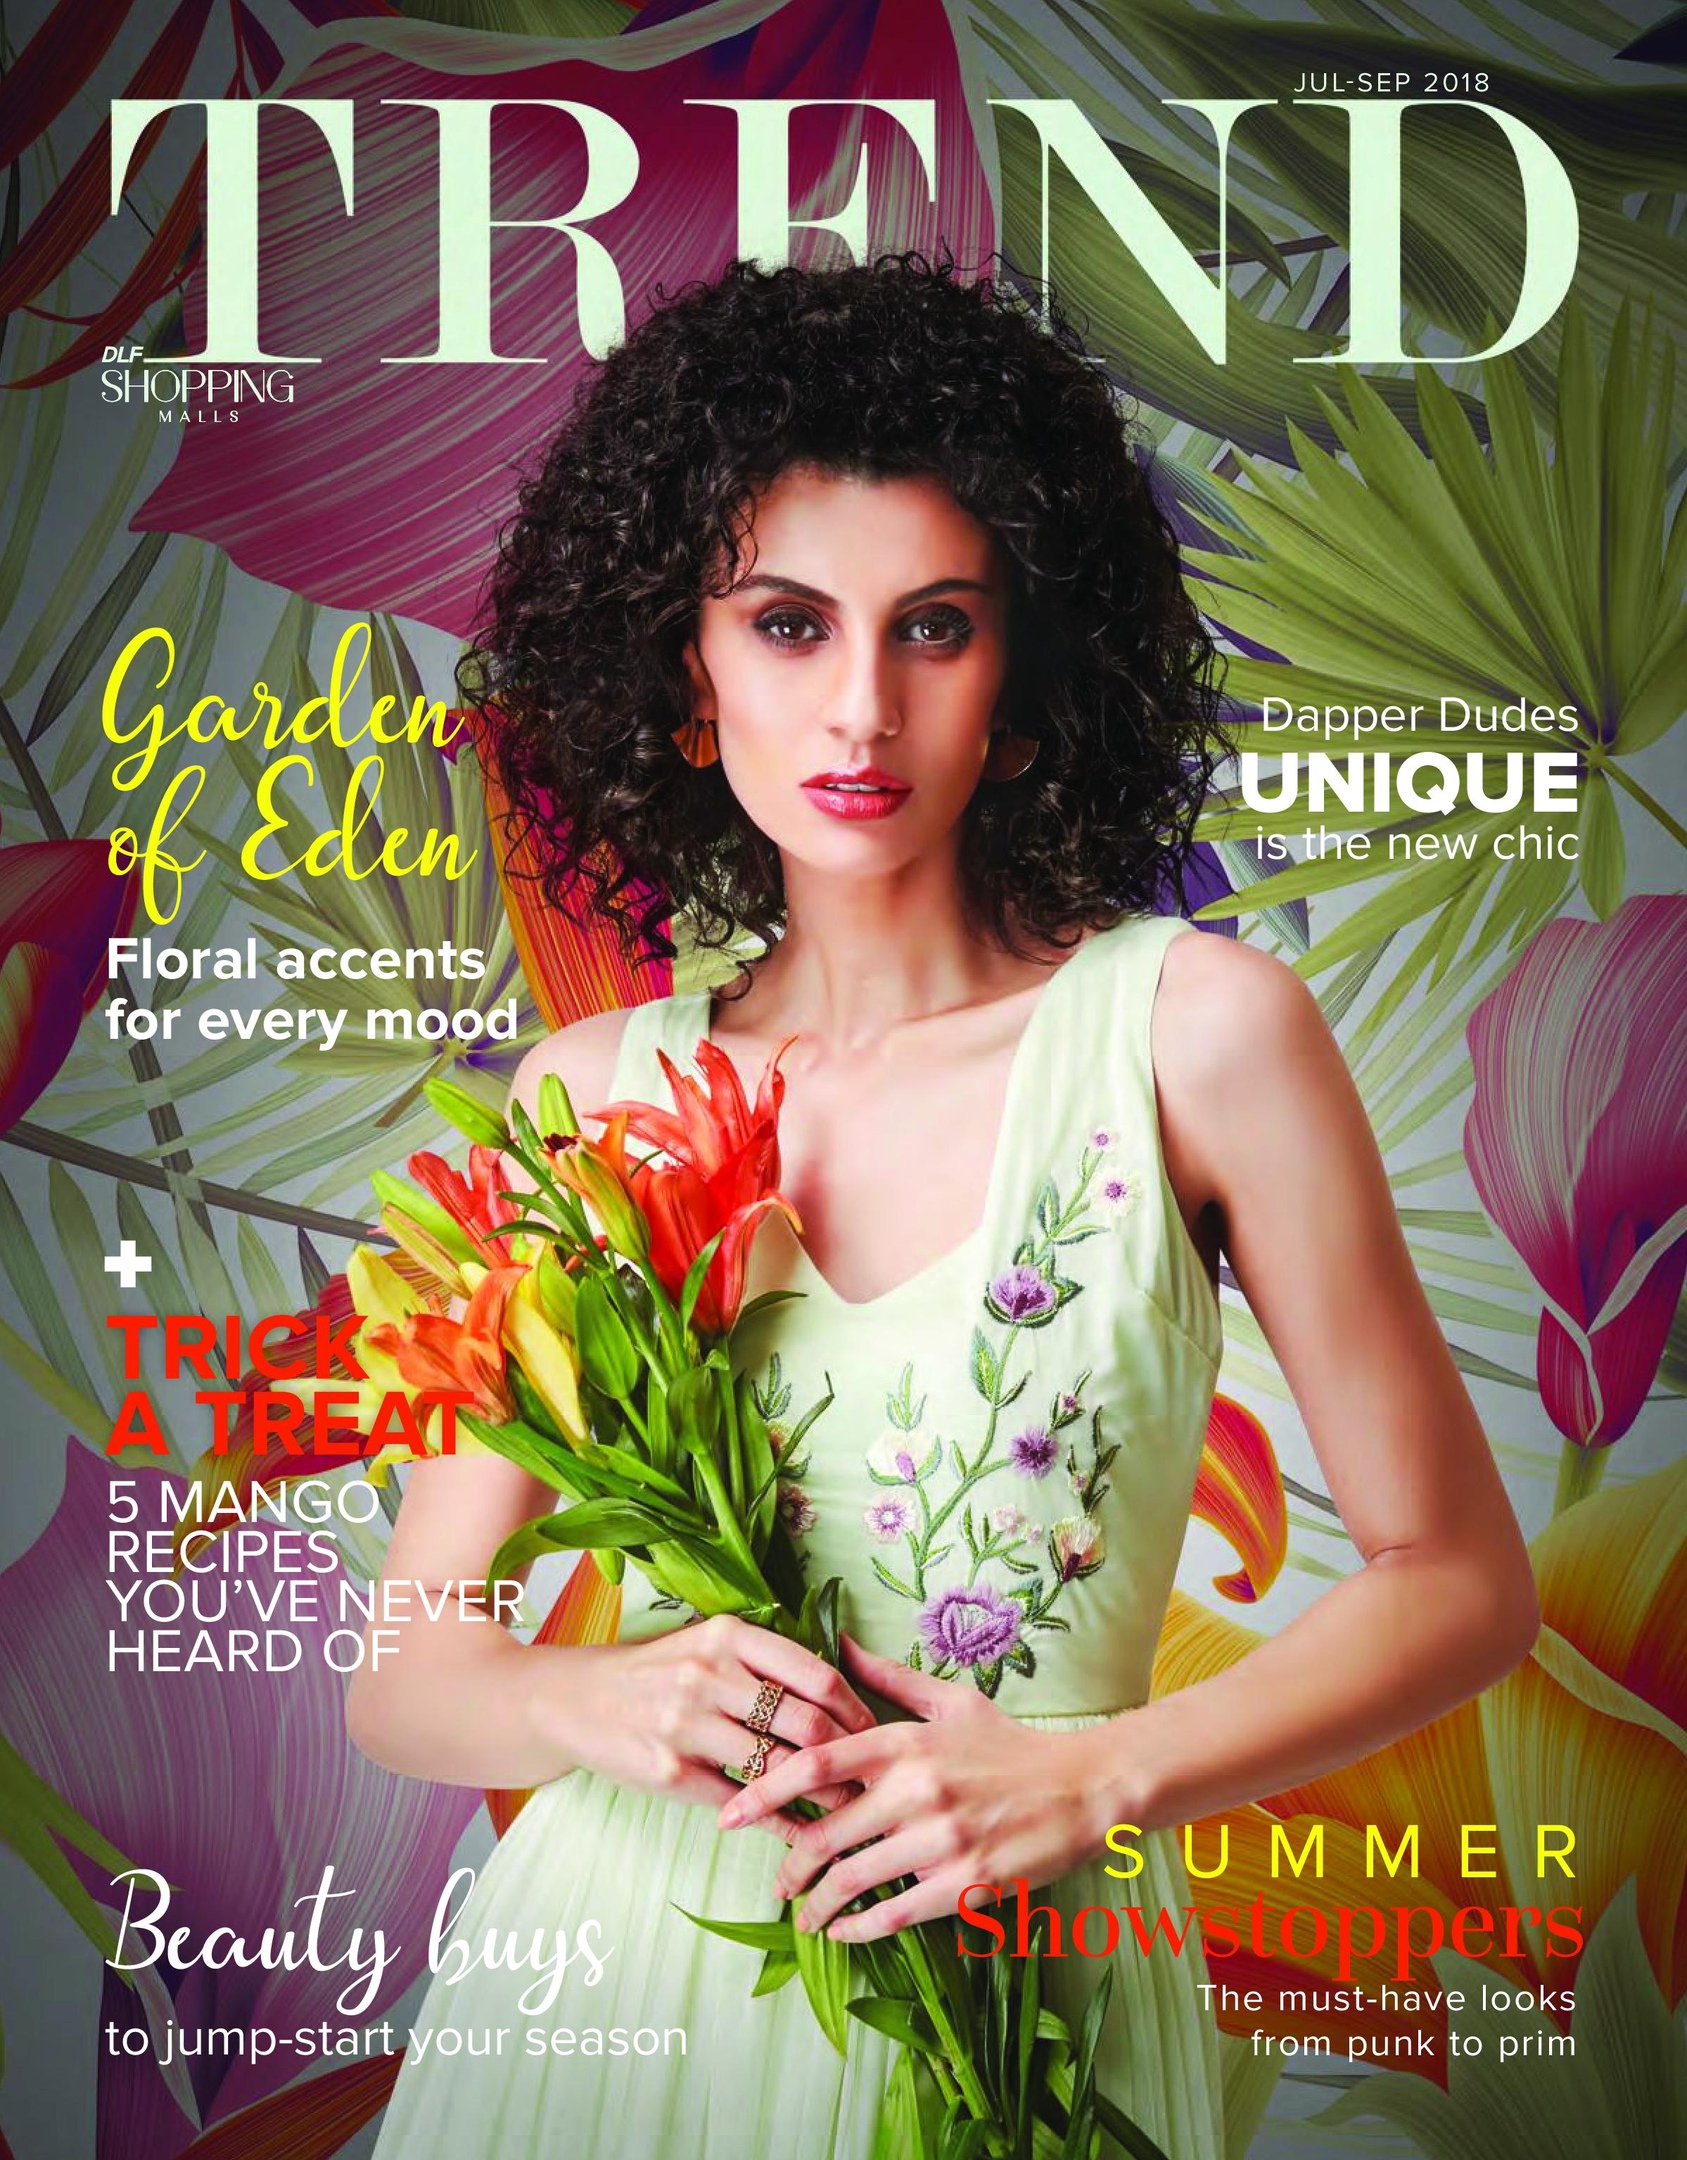 JUL-SEP 2018
TREND
DLF
SHOPPING
MALLS
Garden
of Eden
Floral accents
for every mood
Dapper Dudes
UNIQUE
is the new chic
+
TRICK
A TREAT
5 MANGO
RECIPES
YOU'VE NEVER
HEARD OF
Beauty buys
to jump-start your season
SUMMER
Showstoppers
The must-have looks
from punk to prim